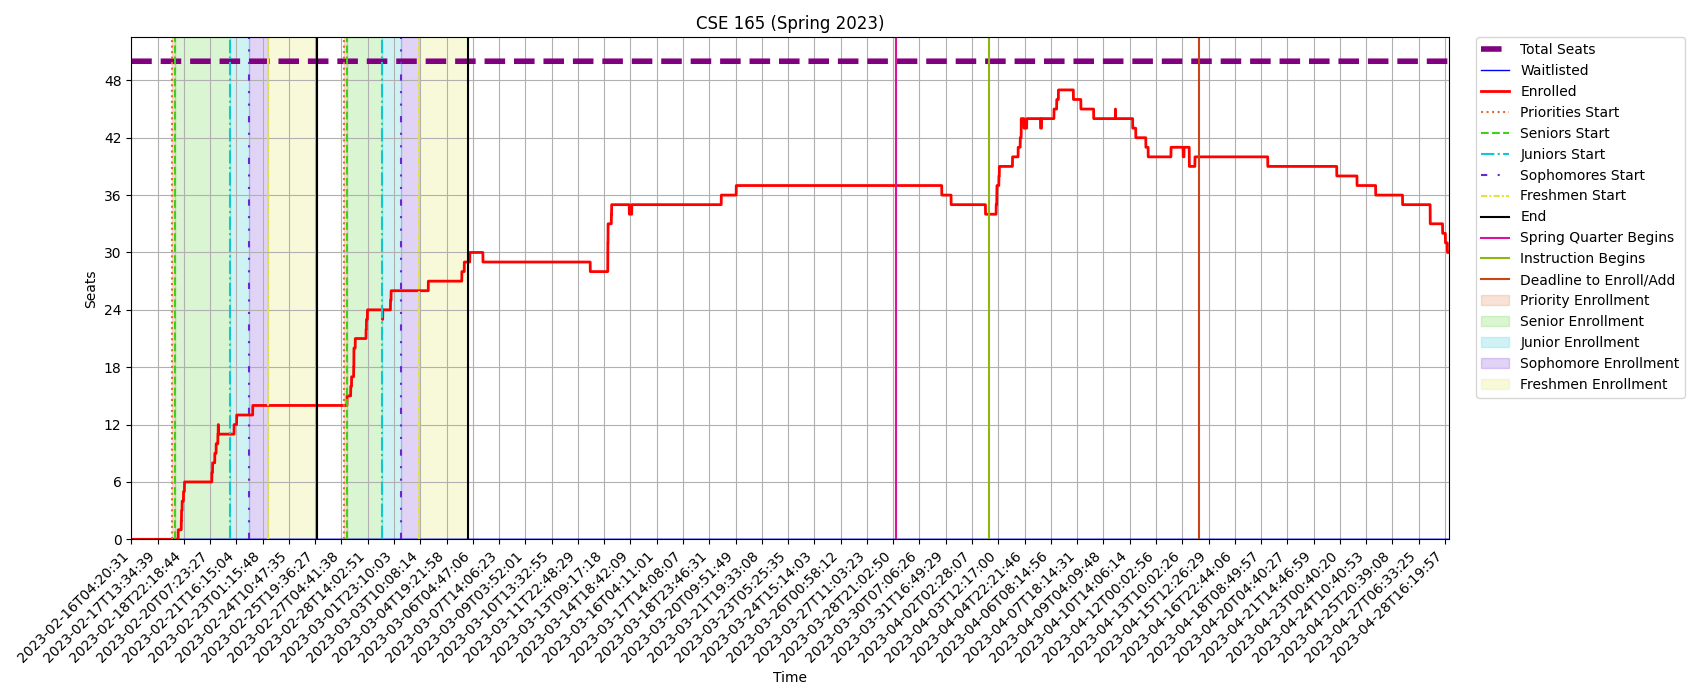 CSE 165 (Spring 2023)
Seats
48
42
36
30
24
18
12
6
0
2023-02-16T04:20:31
2023-02-17T13:34:39
2023-02-18T22:18:44
2023-02-20T07:23:27
2023-02-21T16:15:04
2023-02-23T01:15:48
2023-02-24T10:47:35
2023-02-25T19:36:27
2023-02-27T04:41:38
2023-02-28T14:02:51
2023-03-01T23:10:03
2023-03-03T10:08:14
2023-03-04T19:21:58
2023-03-06T04:47:06
2023-03-07T14:06:23
2023-03-09T03:52:01
2023-03-10T13:32:55
2023-03-11T22:48:29
2023-03-13T09:17:18
2023-03-14T18:42:09
2023-03-16T04:11:01
2023-03-17T14:08:07
2023-03-18T23:46:31
2023-03-20T09:51:49
2023-03-21T19:33:08
2023-03-23T05:25:35
2023-03-24T15:14:03
2023-03-26T00:58:12
2023-03-27T11:03:23
2023-03-28T21:02:50
2023-03-30T07:06:26
2023-03-31T16:49:29
2023-04-02T02:28:07
2023-04-03T12:17:00
2023-04-04T22:21:46
2023-04-06T08:14:56
2023-04-07T18:14:31
2023-04-09T04:09:48
2023-04-10T14:06:14
2023-04-12T00:02:56
2023-04-13T10:02:26
2023-04-15T12:26:29
2023-04-16T22:44:06
2023-04-18T08:49:57
2023-04-20T04:40:27
2023-04-21T14:46:59
2023-04-23T00:40:20
2023-04-24T10:40:53
2023-04-25T20:39:08
2023-04-27T06:33:25
2023-04-28T16:19:57
Time
Total Seats
Waitlisted
Enrolled
Priorities Start
Seniors Start
Juniors Start
Sophomores Start
Freshmen Start
End
Spring Quarter Begins
Instruction Begins
Deadline to Enroll/Add
Priority Enrollment
Senior Enrollment
Junior Enrollment
Sophomore Enrollment
Freshmen Enrollment